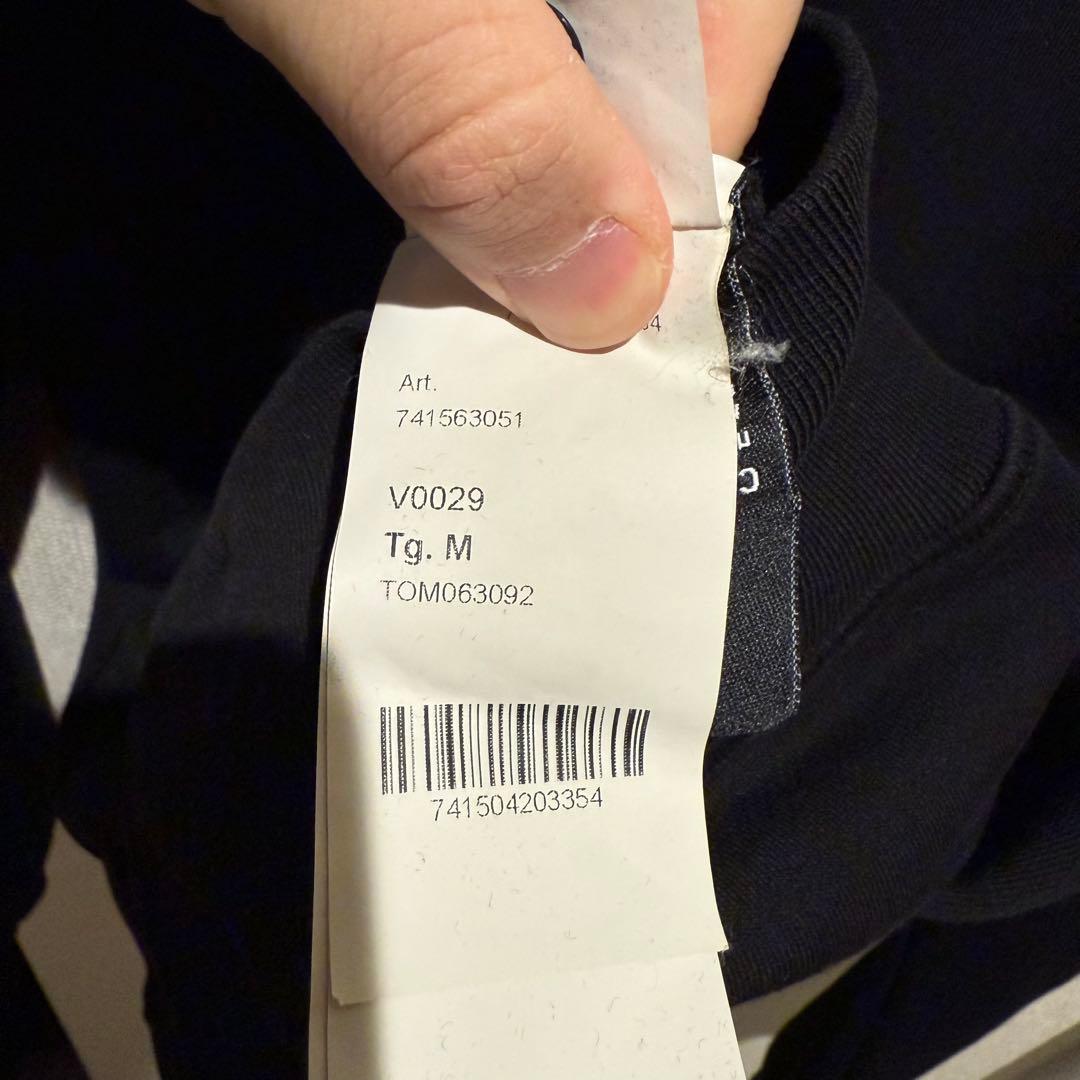 Art.
741563051
V0029
Tg. M
TOM063092
741504203354